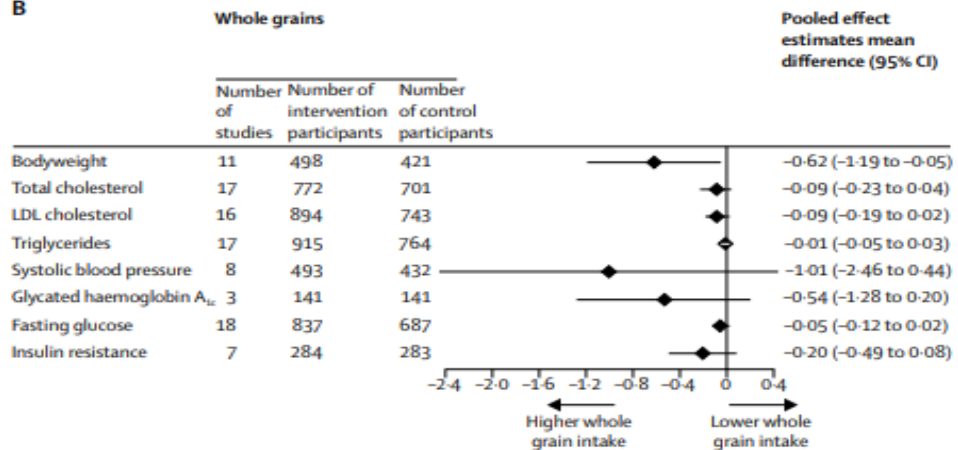 B
Whole grains
Pooled effect
estimates mean
difference (95% CI)
Number Number of Number
of intervention of control
studies participants participants
Bodyweight 11 498 421 –0·62 (–1·19 to –0·05)
Total cholesterol 17 772 701 –0·09 (–0·23 to 0·04)
LDL cholesterol 16 894 743 –0·09 (–0·19 to 0·02)
Triglycerides 17 915 764 –0·01 (–0·05 to 0·03)
Systolic blood pressure 8 493 432 –1·01 (–2·46 to 0·44)
Glycated haemoglobin A1c 3 141 141 –0·54 (–1·28 to 0·20)
Fasting glucose 18 837 687 –0·05 (–0·12 to 0·02)
Insulin resistance 7 284 283 –0·20 (–0·49 to 0·08)
–2·4 –2·0 –1·6 –1·2 –0·8 –0·4 0 0·4
Higher whole Lower whole
grain intake grain intake